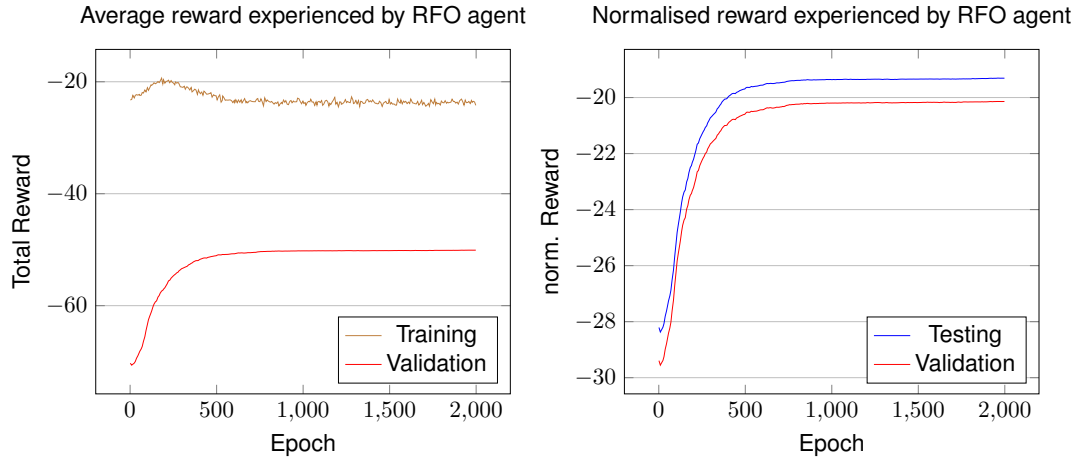 Average reward experienced by RFO agent
−20
−40
−60
Total Reward
0
500
1,000
1,500
2,000
Epoch
Training
Validation
Normalised reward experienced by RFO agent
−20
−22
−24
−26
−28
−30
norm. Reward
0
500
1,000
1,500
2,000
Epoch
Testing
Validation